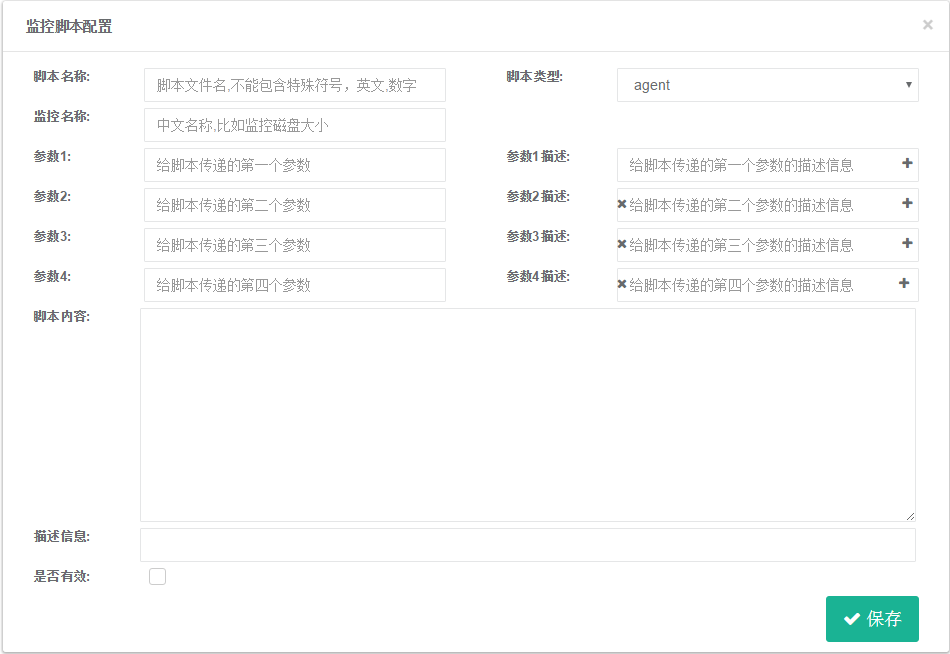 监控脚本配置 ×
脚本名称: 脚本文件名,不能包含特殊符号，英文,数字 脚本类型: agent
监控名称: 中文名称,比如监控磁盘大小
参数1: 给脚本传递的第一个参数 参数1描述: 给脚本传递的第一个参数的描述信息
参数2: 给脚本传递的第二个参数 参数2描述: 给脚本传递的第二个参数的描述信息
参数3: 给脚本传递的第三个参数 参数3描述: 给脚本传递的第三个参数的描述信息
参数4: 给脚本传递的第四个参数 参数4描述: 给脚本传递的第四个参数的描述信息
脚本内容:
描述信息:
是否有效:
保存